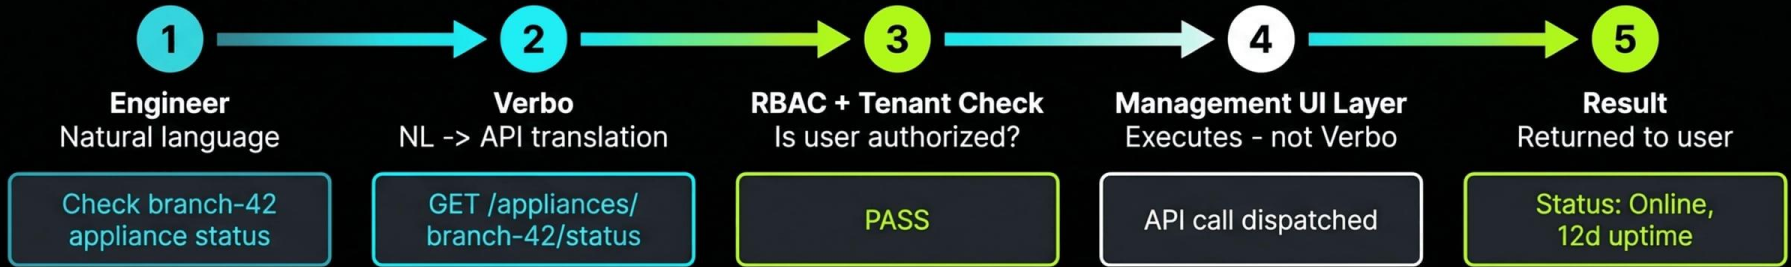 1
2
3
4
5
Engineer
Natural language
Verbo
NL -> API translation
RBAC + Tenant Check
Is user authorized?
Management UI Layer
Executes - not Verbo
Result
Returned to user
Check branch-42
appliance status
GET /appliances/
branch-42/status
PASS
API call dispatched
Status: Online,
12d uptime